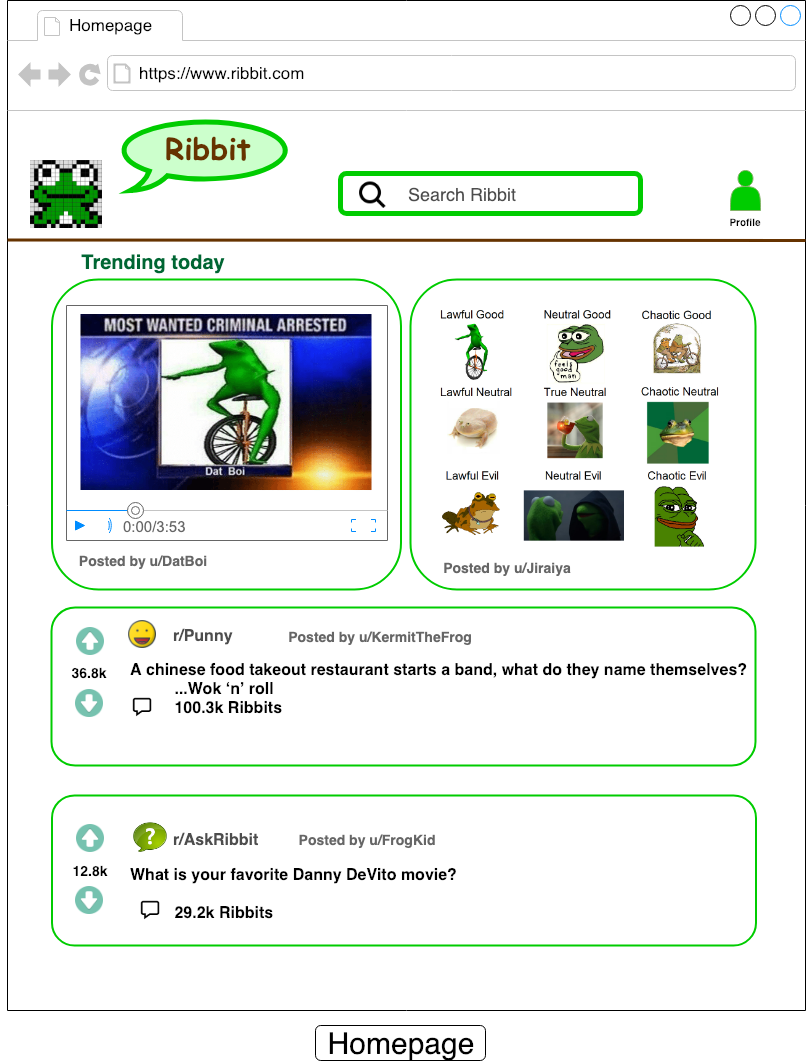 Homepage
https://www.ribbit.com
Ribbit
Search Ribbit
Profile
Trending today
MOST WANTED CRIMINAL ARRESTED
Dat Boi
0:00/3:53
Posted by u/DatBoi
Lawful Good Neutral Good Chaotic Good
feels good man
Lawful Neutral True Neutral Chaotic Neutral
Lawful Evil Neutral Evil Chaotic Evil
Posted by u/Jiraiya
r/Punny Posted by u/KermitTheFrog
36.8k
A chinese food takeout restaurant starts a band, what do they name themselves?
...Wok ‘n’ roll
100.3k Ribbits
? r/AskRibbit Posted by u/FrogKid
12.8k
What is your favorite Danny DeVito movie?
29.2k Ribbits
Homepage